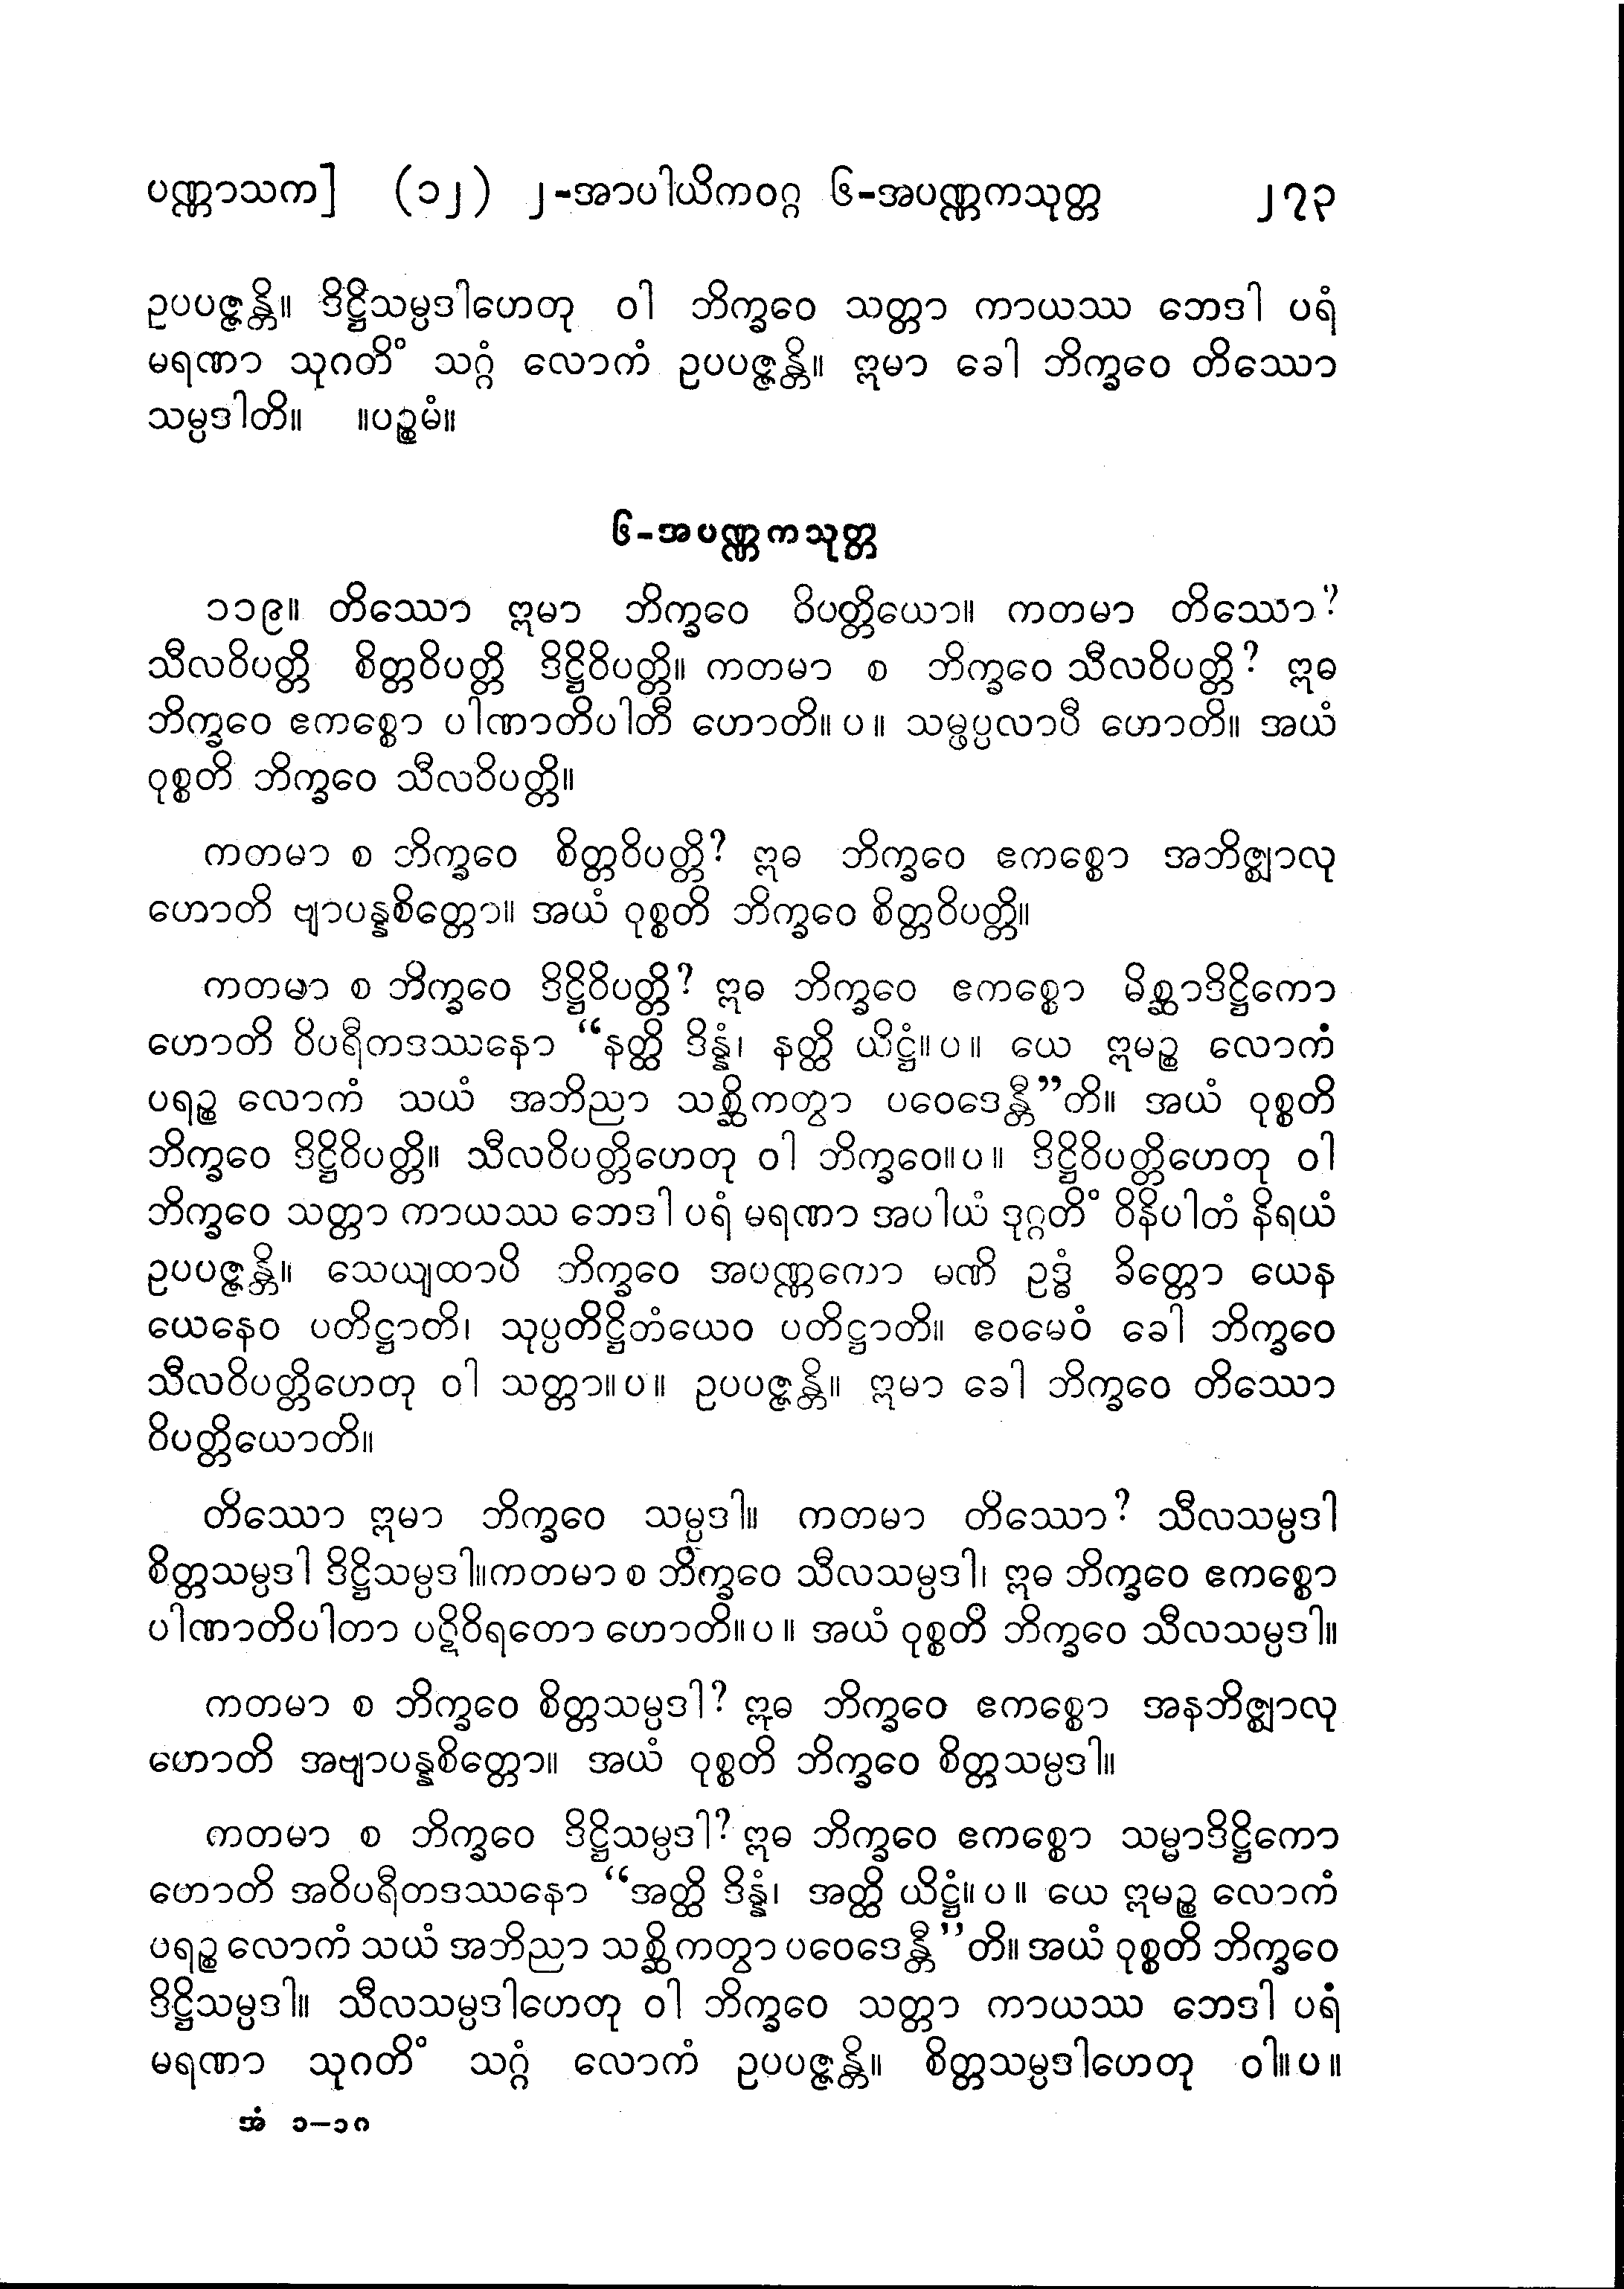 ပဏ္ဏာသက] (၁၂) ၂-အာပါယိကဝဂ္ဂ ၆-အပဏ္ဏကသုတ္တ ၂၇၃
ဥပပဇ္ဇန္တိ။ ဒိဋ္ဌိသမ္ပဒါဟေတု ဝါ ဘိက္ခဝေ သတ္တာ ကာယဿ ဘေဒါ ပရံ
မရဏာ သုဂတိံ သဂ္ဂံ လောကံ ဥပပဇ္ဇန္တိ။ ဣမာ ခေါ ဘိက္ခဝေ တိဿော
သမ္ပဒါတိ။ ။ပဉ္စမံ။
၆-အပဏ္ဏကသုတ္တ
၁၁၉။ တိဿော ဣမာ ဘိက္ခဝေ ဝိပတ္တိယော။ ကတမာ တိဿော?
သီလဝိပတ္တိ စိတ္တဝိပတ္တိ ဒိဋ္ဌိဝိပတ္တိ။ ကတမာ စ ဘိက္ခဝေ သီလဝိပတ္တိ? ဣဓ
ဘိက္ခဝေ ဧကစ္စော ပါဏာတိပါတီ ဟောတိ။ပ။ သမ္ဖပ္ပလာပီ ဟောတိ။ အယံ
ဝုစ္စတိ ဘိက္ခဝေ သီလဝိပတ္တိ။
ကတမာ စ ဘိက္ခဝေ စိတ္တဝိပတ္တိ? ဣဓ ဘိက္ခဝေ ဧကစ္စော အဘိဇ္ဈာလု
ဟောတိ ဗျာပန္နစိတ္တော။ အယံ ဝုစ္စတိ ဘိက္ခဝေ စိတ္တဝိပတ္တိ။
ကတမာ စ ဘိက္ခဝေ ဒိဋ္ဌိဝိပတ္တိ? ဣဓ ဘိက္ခဝေ ဧကစ္စော မိစ္ဆာဒိဋ္ဌိကော
ဟောတိ ဝိပရီကဒဿနော “နတ္ထိ ဒိန္နံ၊ နတ္ထိ ယိဋ္ဌံ။ပ။ ယေ ဣမဉ္စ လောကံ
ပရဉ္စ လောကံ သယံ အဘိညာ သစ္ဆိကတွာ ပဝေဒေန္တီ”တိ။ အယံ ဝုစ္စတိ
ဘိက္ခဝေ ဒိဋ္ဌိဝိပတ္တိ။ သီလဝိပတ္တိဟေတု ဝါ ဘိက္ခဝေ။ပ။ ဒိဋ္ဌိဝိပတ္တိဟေတု ဝါ
ဘိက္ခဝေ သတ္တာ ကာယဿ ဘေဒါ ပရံ မရဏာ အပါယံ ဒုဂ္ဂတိံ ဝိနိပါတံ နိရယံ
ဥပပဇ္ဇန္တိ။ သေယျထာပိ ဘိက္ခဝေ အပဏ္ဏကော မဏိ ဥဒ္ဓံ ခိတ္တော ယေန
ယေနေဝ ပတိဋ္ဌာတိ၊ သုပ္ပတိဋ္ဌိတံယေဝ ပတိဋ္ဌာတိ။ ဧဝမေဝံ ခေါ ဘိက္ခဝေ
သီလဝိပတ္တိဟေတု ဝါ သတ္တာ။ပ။ ဥပပဇ္ဇန္တိ။ ဣမာ ခေါ ဘိက္ခဝေ တိဿော
ဝိပတ္တိယောတိ။
တိဿော ဣမာ ဘိက္ခဝေ သမ္ပဒါ။ ကတမာ တိဿော? သီလသမ္ပဒါ
စိတ္တသမ္ပဒါ ဒိဋ္ဌိသမ္ပဒါ။ကတမာ စ ဘိက္ခဝေ သီလသမ္ပဒါ၊ ဣဓ ဘိက္ခဝေ ဧကစ္စော
ပါဏာတိပါတာ ပဋိဝိရတော ဟောတိ။ပ။ အယံ ဝုစ္စတိ ဘိက္ခဝေ သီလသမ္ပဒါ။
ကတမာ စ ဘိက္ခဝေ စိတ္တသမ္ပဒါ? ဣဓ ဘိက္ခဝေ ဧကစ္စော အနဘိဇ္ဈာလု
ဟောတိ အဗျာပန္နစိတ္တော။ အယံ ဝုစ္စတိ ဘိက္ခဝေ စိတ္တသမ္ပဒါ။
ကတမာ စ ဘိက္ခဝေ ဒိဋ္ဌိသမ္ပဒါ? ဣဓ ဘိက္ခဝေ ဧကစ္စော သမ္မာဒိဋ္ဌိကော
ဟောတိ အဝိပရီတဒဿနော “အတ္ထိ ဒိန္နံ၊ အတ္ထိ ယိဋ္ဌံ။ပ။ ယေ ဣမဉ္စ လောကံ
ပရဉ္စ လောကံ သယံ အဘိညာ သစ္ဆိကတွာ ပဝေဒေန္တီ”တိ။ အယံ ဝုစ္စတိ ဘိက္ခဝေ
ဒိဋ္ဌိသမ္ပဒါ။ သီလသမ္ပဒါဟေတု ဝါ ဘိက္ခဝေ သတ္တာ ကာယဿ ဘေဒါ ပရံ
မရဏာ သုဂတိံ သဂ္ဂံ လောကံ ဥပပဇ္ဇန္တိ။ စိတ္တသမ္ပဒါဟေတု ဝါ။ပ။
အံ ၁–၁၈